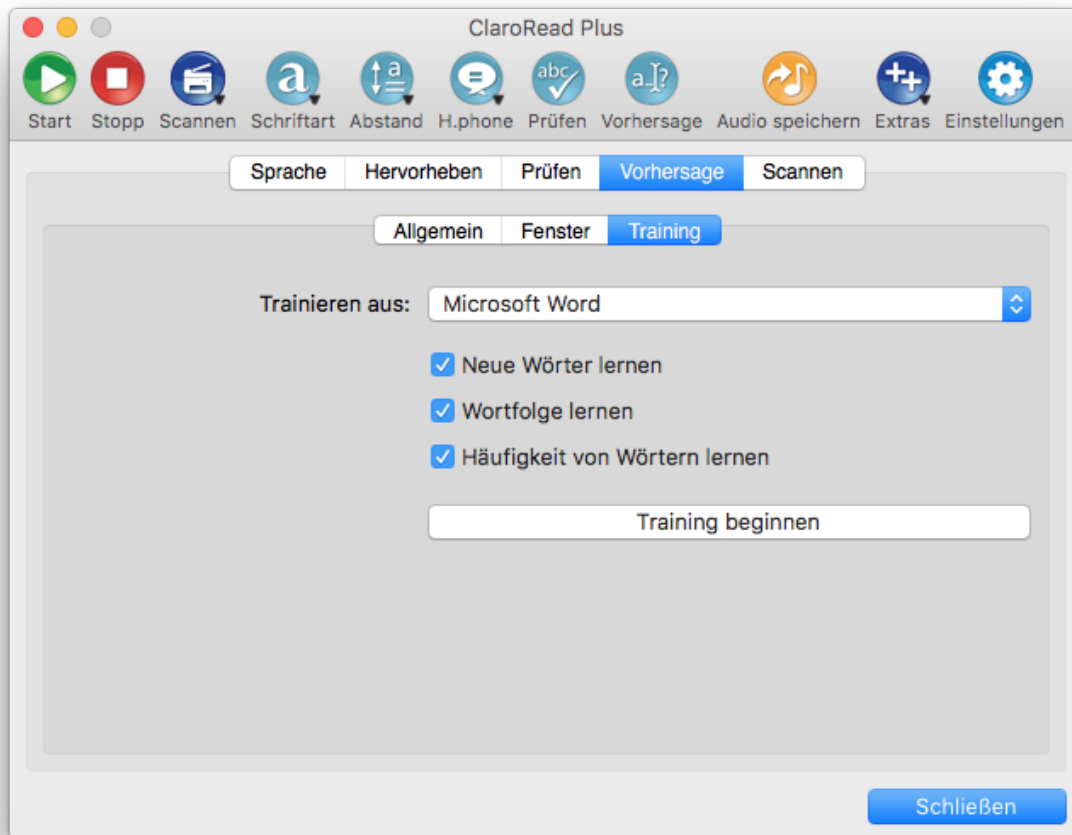 ClaroRead Plus
a a abc a ?
Start Stopp Scannen Schriftart Abstand H.phone Prüfen Vorhersage Audio speichern Extras Einstellungen
Sprache Hervorheben Prüfen Vorhersage Scannen
Allgemein Fenster Training
Trainieren aus: Microsoft Word
Neue Wörter lernen
Wortfolge lernen
Häufigkeit von Wörtern lernen
Training beginnen
Schließen